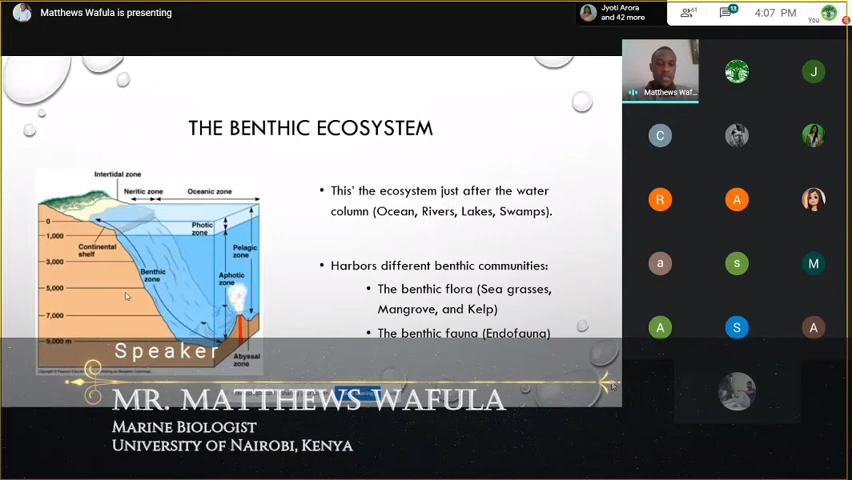 Matthews Wafula is presenting
Jyoti Arora
and 42 more
61
13
4:07 PM
You
THE BENTHIC ECOSYSTEM
Intertidal zone
Neritic zone
Oceanic zone
0
1,000
3,000
5,000
7,000
9,000 m
Continental
shelf
Benthic
zone
Photic
zone
Pelagic
zone
Aphotic
zone
Abyssal
zone
• This' the ecosystem just after the water
column (Ocean, Rivers, Lakes, Swamps).
• Harbors different benthic communities:
• The benthic flora (Sea grasses,
Mangrove, and Kelp)
• The benthic fauna (Endofauna)
Matthews Waf...
J
C
R
A
a
s
M
A
S
A
Speaker
MR. MATTHEWS WAFULA
MARINE BIOLOGIST
UNIVERSITY OF NAIROBI, KENYA